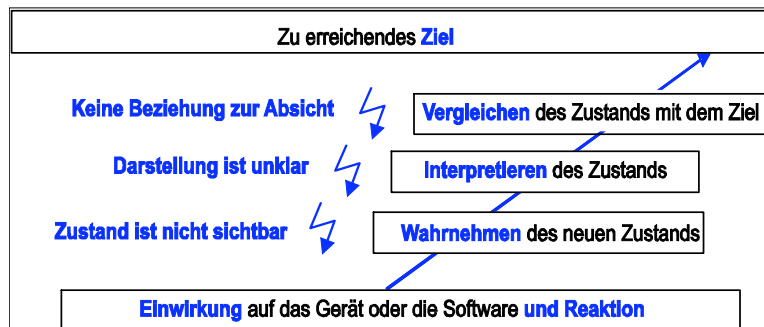 Zu erreichendes Ziel
Keine Beziehung zur Absicht
Vergleichen des Zustands mit dem Ziel
Darstellung ist unklar
Interpretieren des Zustands
Zustand ist nicht sichtbar
Wahrnehmen des neuen Zustands
Einwirkung auf das Gerät oder die Software und Reaktion